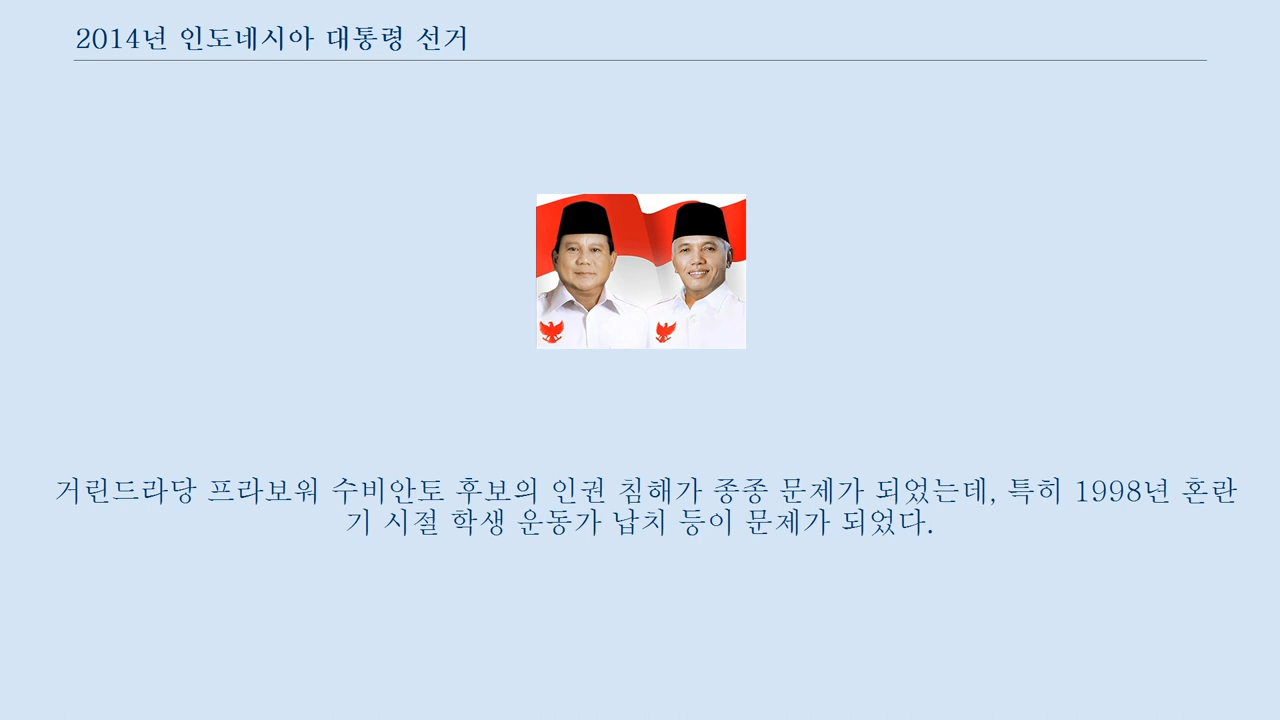 2014년 인도네시아 대통령 선거
거린드라당 프라보워 수비안토 후보의 인권 침해가 종종 문제가 되었는데, 특히 1998년 혼란
기 시절 학생 운동가 납치 등이 문제가 되었다.